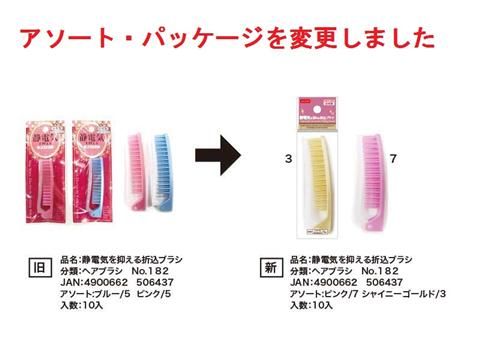 アソート・パッケージを変更しました
静電気
静電気
3
7
旧
品名:静電気を抑える折込ブラシ
分類:ヘアブラシ　No.182
JAN:4900662　506437
アソート:ブルー/5　ピンク/5
入数:10入
新
品名:静電気を抑える折込ブラシ
分類:ヘアブラシ　No.182
JAN:4900662　506437
アソート:ピンク/7 シャイニーゴールド/3
入数:10入